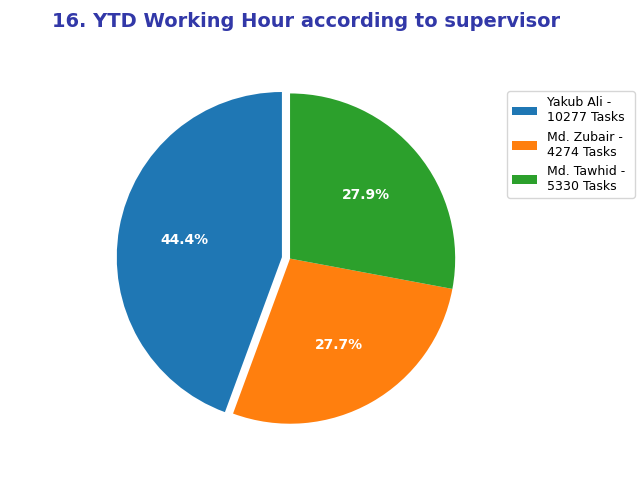 16. YTD Working Hour according to supervisor
Yakub Ali -
10277 Tasks
Md. Zubair -
4274 Tasks
Md. Tawhid -
5330 Tasks
27.9%
44.4%
27.7%